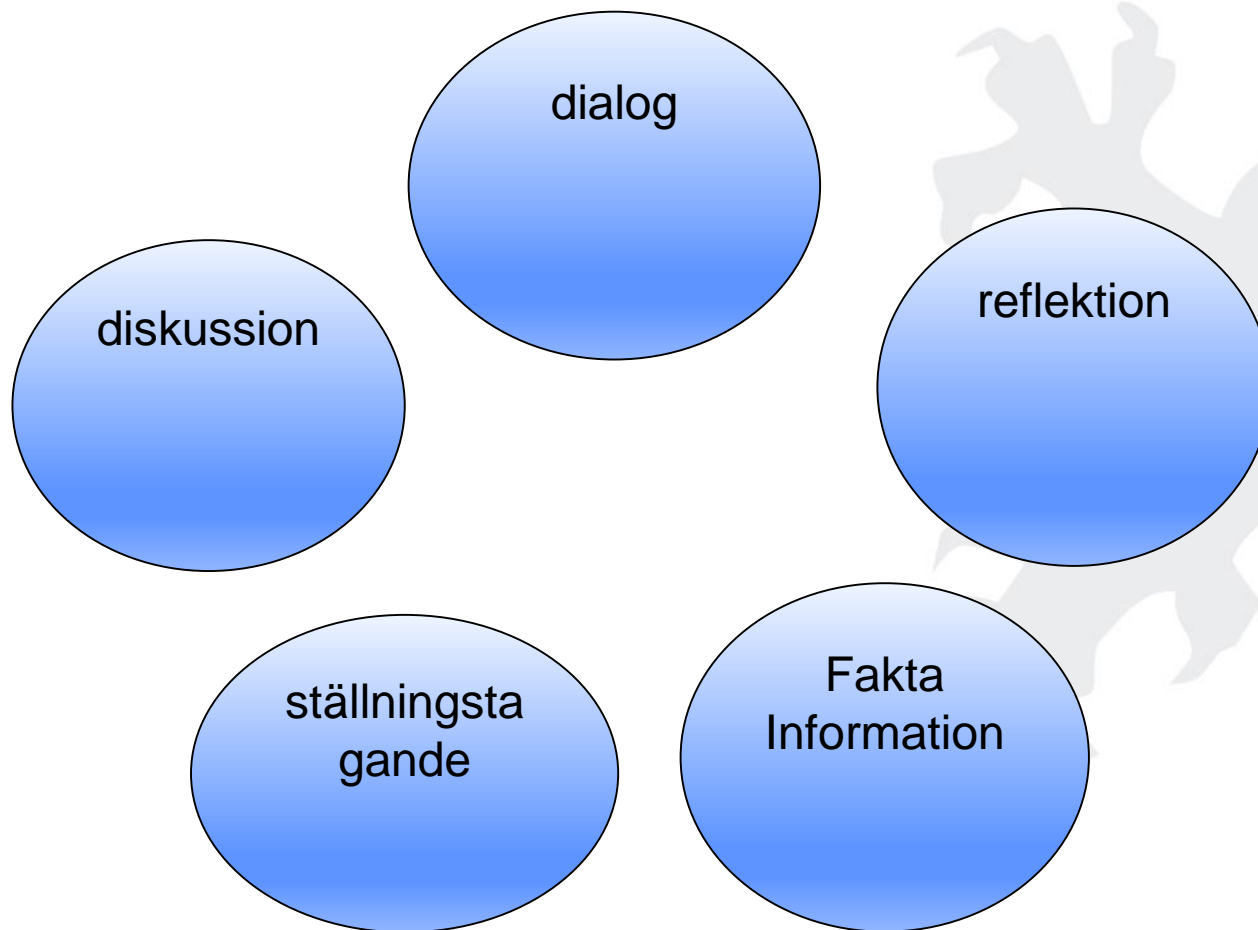 dialog
diskussion
reflektion
ställningsta
gande
Fakta
Information